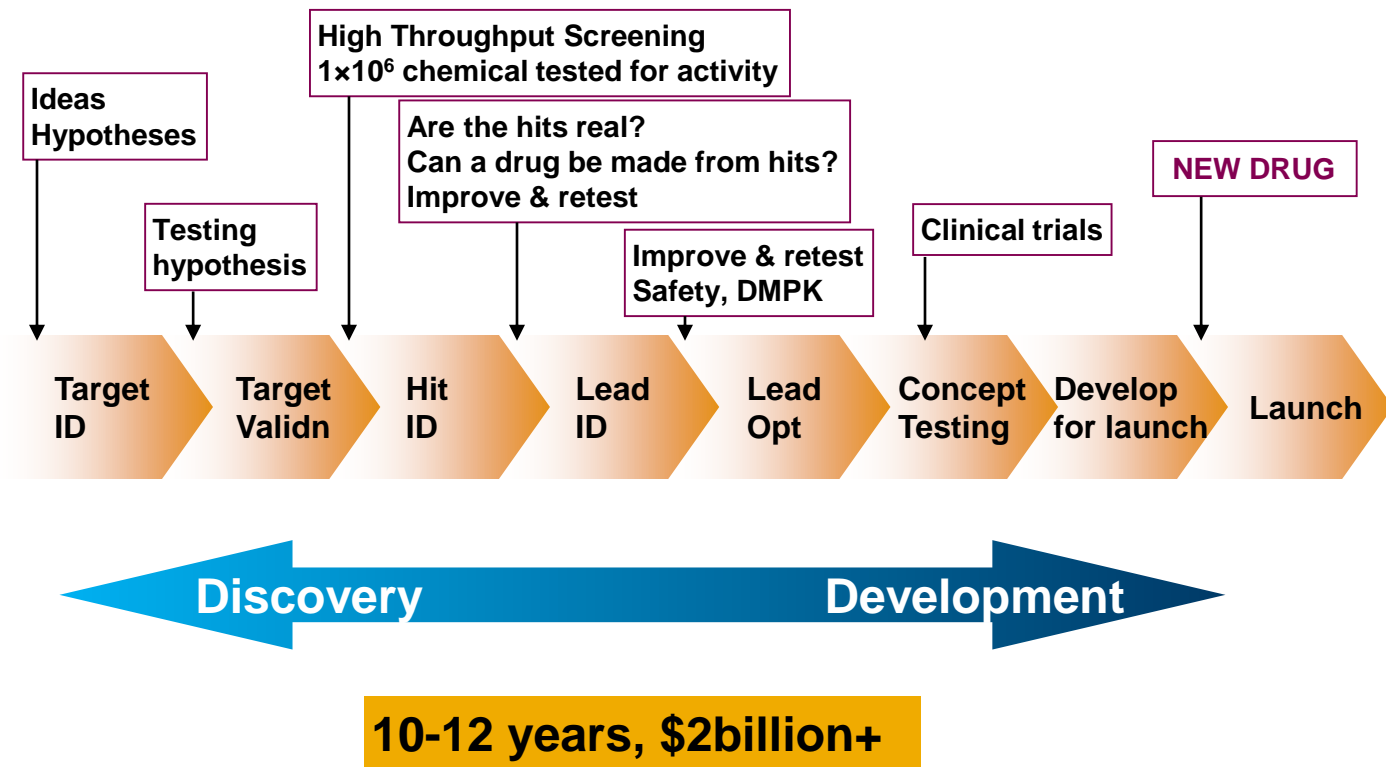 High Throughput Screening
1×10⁶ chemical tested for activity
Ideas
Hypotheses
Are the hits real?
Can a drug be made from hits?
Improve & retest
NEW DRUG
Testing
hypothesis
Clinical trials
Improve & retest
Safety, DMPK
Target
ID
Target
Validn
Hit
ID
Lead
ID
Lead
Opt
Concept
Testing
Develop
for launch
Launch
Discovery
Development
10-12 years, $2billion+